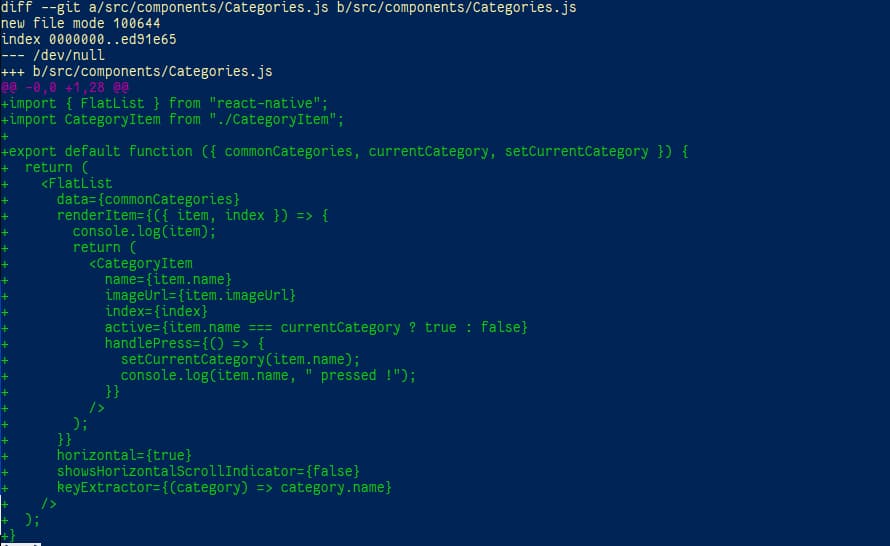 diff --git a/src/components/Categories.js b/src/components/Categories.js
new file mode 100644
index 0000000..ed91e65
--- /dev/null
+++ b/src/components/Categories.js
@@ -0,0 +1,28 @@
+import { FlatList } from "react-native";
+import CategoryItem from "./CategoryItem";
+
+export default function ({ commonCategories, currentCategory, setCurrentCategory }) {
+  return (
+    <FlatList
+      data={commonCategories}
+      renderItem={({ item, index }) => {
+        console.log(item);
+        return (
+          <CategoryItem
+            name={item.name}
+            imageUrl={item.imageUrl}
+            index={index}
+            active={item.name === currentCategory ? true : false}
+            handlePress={() => {
+              setCurrentCategory(item.name);
+              console.log(item.name, " pressed !");
+            }}
+          />
+        );
+      }}
+      horizontal={true}
+      showsHorizontalScrollIndicator={false}
+      keyExtractor={(category) => category.name}
+    />
+  );
+}